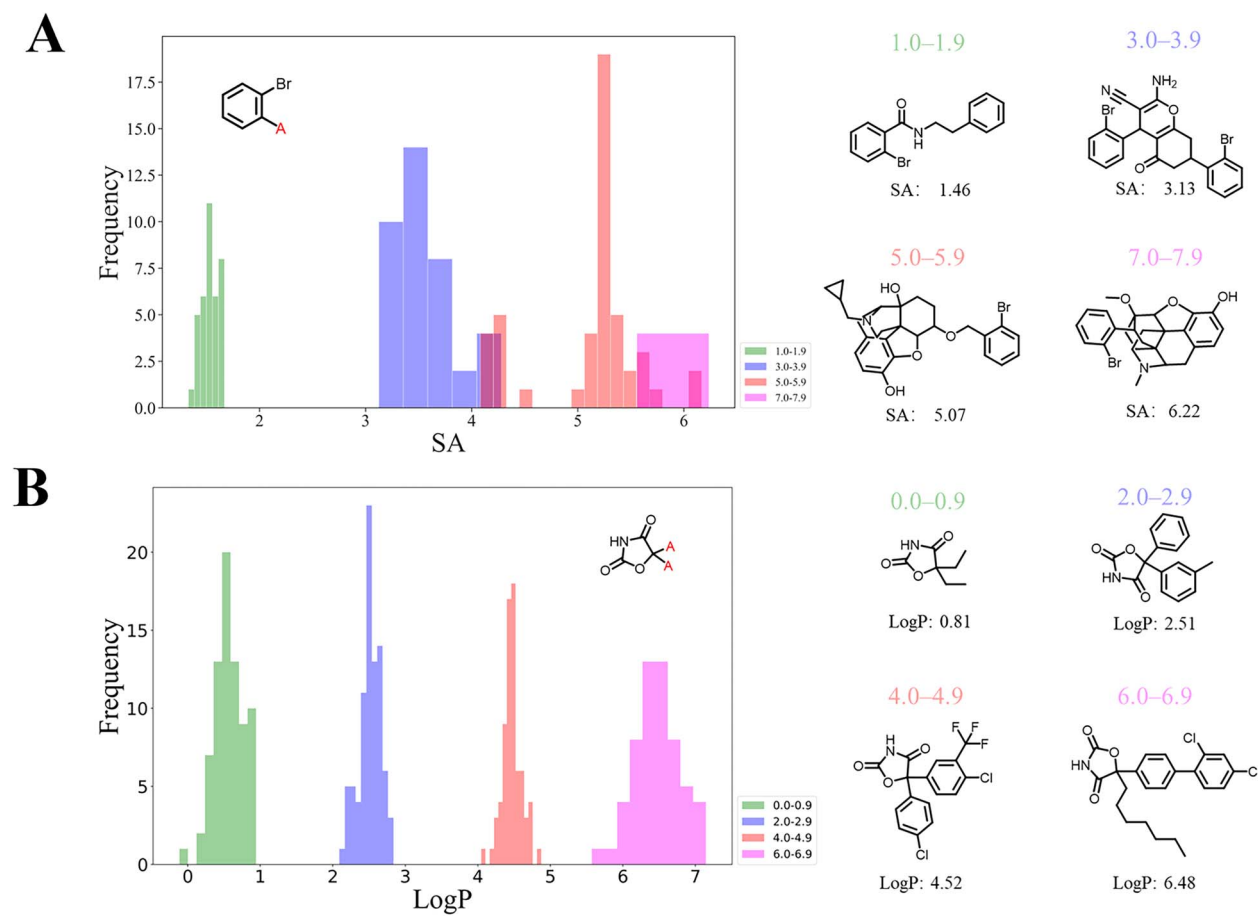 A
Frequency
17.5
15.0
12.5
10.0
7.5
5.0
2.5
0.0
2
3
4
5
6
SA
Br
A
1.0-1.9
3.0-3.9
5.0-5.9
7.0-7.9
1.0–1.9
O
N
H
Br
SA: 1.46
3.0–3.9
NH2
N
Br
O
O
Br
SA: 3.13
5.0–5.9
HO
N
Br
O
O
OH
SA: 5.07
7.0–7.9
O
O
OH
Br
N
SA: 6.22
B
Frequency
20
15
10
5
0
0
1
2
3
4
5
6
7
LogP
O
HN
A
O
O
A
0.0-0.9
2.0-2.9
4.0-4.9
6.0-6.9
0.0–0.9
O
HN
O
O
LogP: 0.81
2.0–2.9
O
O
NH
O
LogP: 2.51
4.0–4.9
H
N
O
O
O
F
F
F
Cl
Cl
LogP: 4.52
6.0–6.9
O
O
NH
O
Cl
C
LogP: 6.48